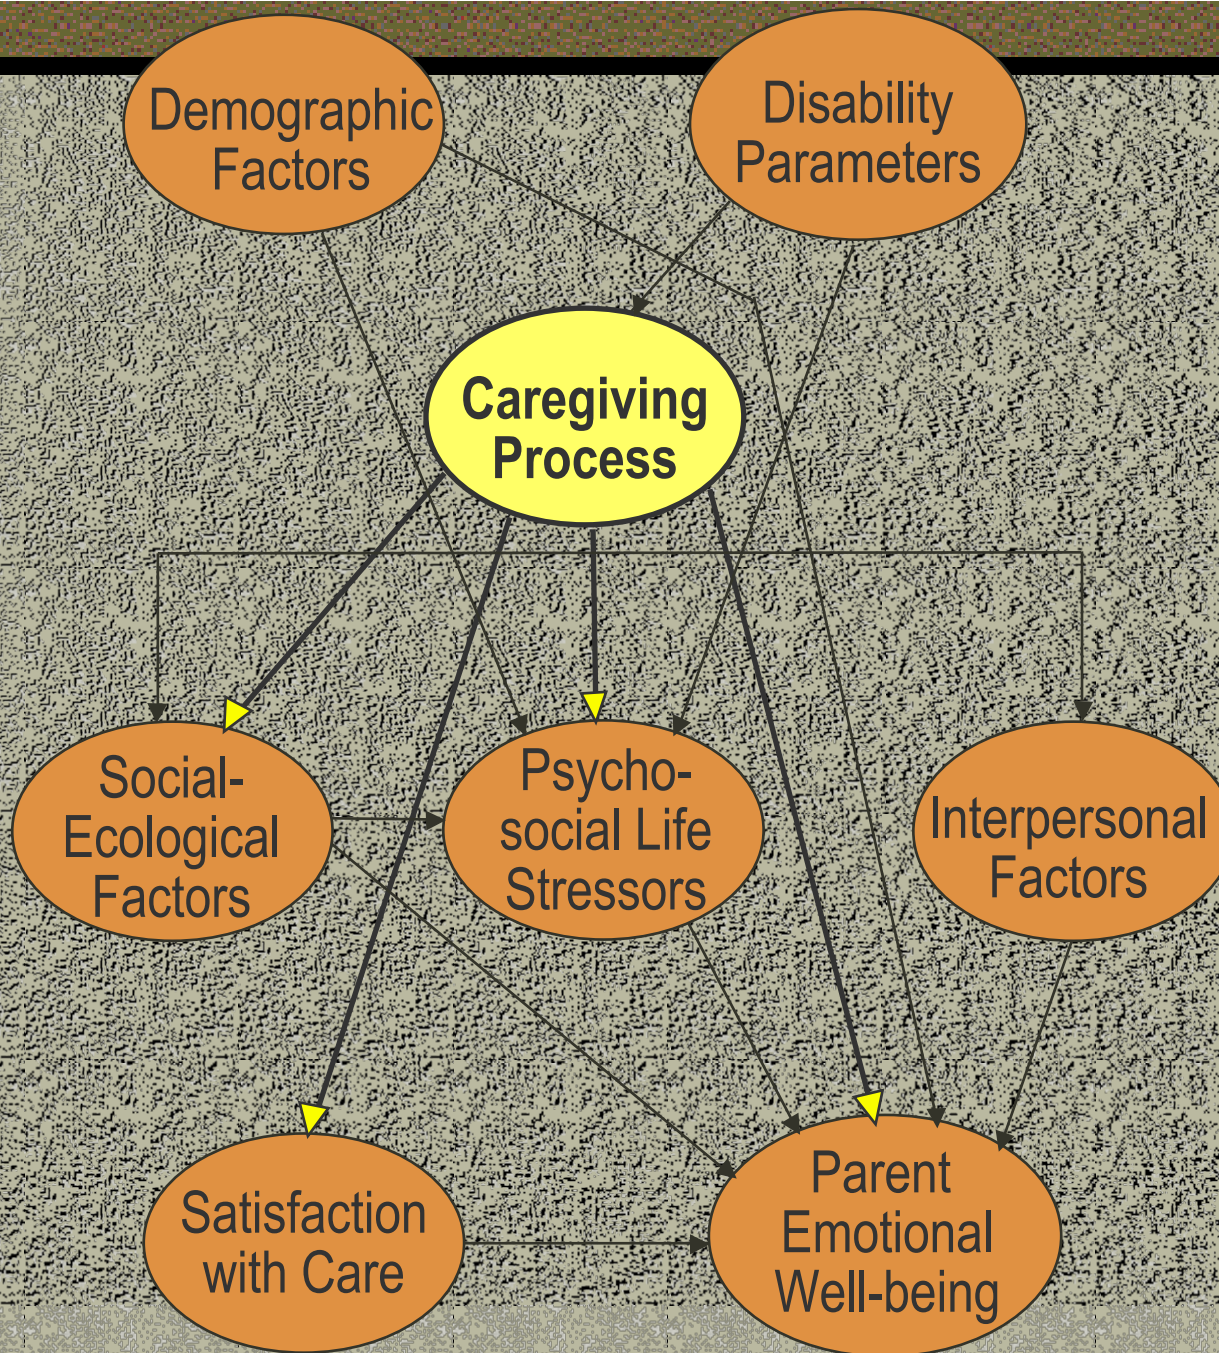 Demographic
Factors
Disability
Parameters
Caregiving
Process
Social-
Ecological
Factors
Psycho-
social Life
Stressors
Interpersonal
Factors
Satisfaction
with Care
Parent
Emotional
Well-being